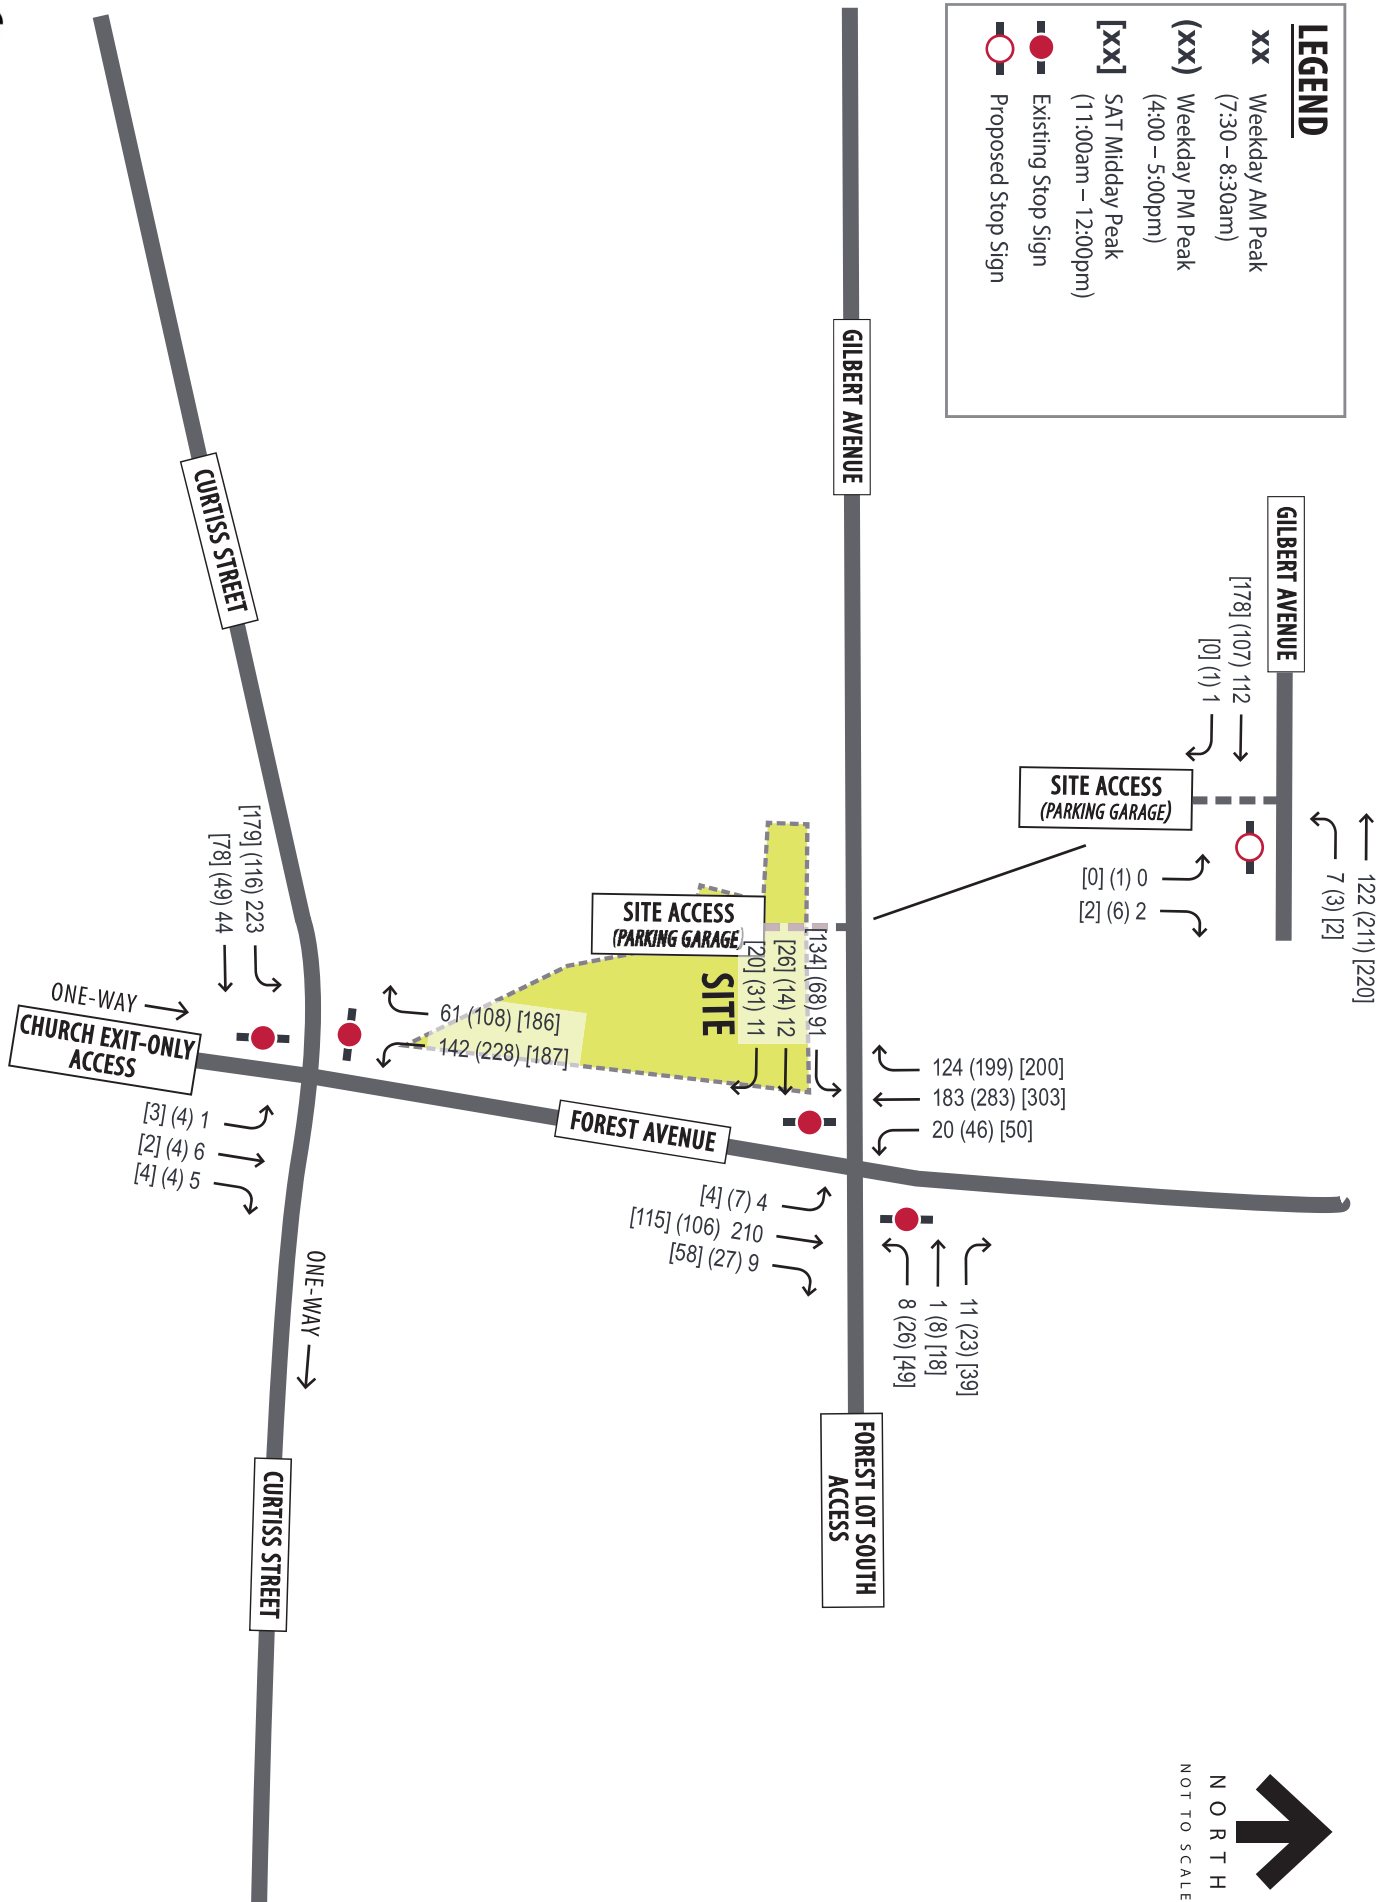 LEGEND
XX Weekday AM Peak
(7:30 – 8:30am)
(XX) Weekday PM Peak
(4:00 – 5:00pm)
[XX] SAT Midday Peak
(11:00am – 12:00pm)
Existing Stop Sign
Proposed Stop Sign
GILBERT AVENUE
[178] (107) 112
[0] (1) 1
122 (211) [220]
7 (3) [2]
SITE ACCESS
(PARKING GARAGE)
[0] (1) 0
[2] (6) 2
GILBERT AVENUE
SITE ACCESS
(PARKING GARAGE)
SITE
[134] (68) 91
[26] (14) 12
[20] (31) 11
124 (199) [200]
183 (283) [303]
20 (46) [50]
[4] (7) 4
[115] (106) 210
[58] (27) 9
11 (23) [39]
1 (8) [18]
8 (26) [49]
FOREST LOT SOUTH
ACCESS
FOREST AVENUE
CURTISS STREET
[179] (116) 223
[78] (49) 44
61 (108) [186]
142 (228) [187]
ONE-WAY
CHURCH EXIT-ONLY
ACCESS
[3] (4) 1
[2] (4) 6
[4] (4) 5
ONE-WAY
CURTISS STREET
NORTH
NOT TO SCALE